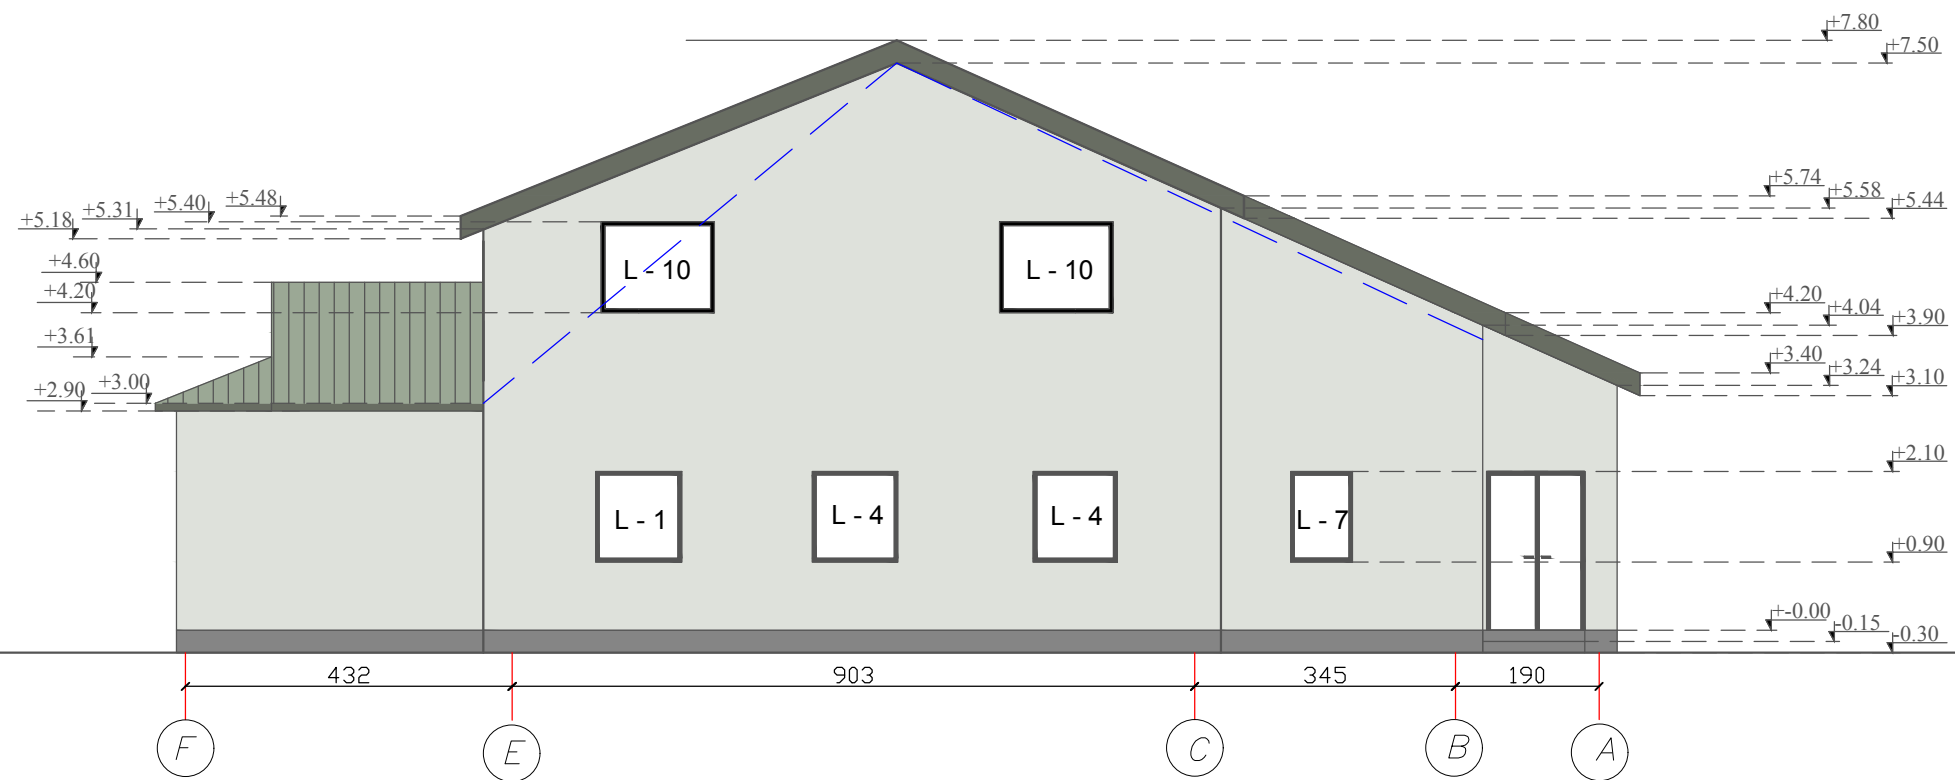 +7.80
+7.50
+5.74
+5.48
+5.58
+5.40
+5.44
+5.31
+5.18
+4.60
L - 10
L - 10
+4.20
+4.20
+4.04
+3.90
+3.61
+3.40
+3.24
+3.00
+3.10
+2.90
+2.10
L - 1
L - 4
L - 4
L - 7
+0.90
+-0.00
-0.15
-0.30
432
903
345
190
F
E
C
B
A